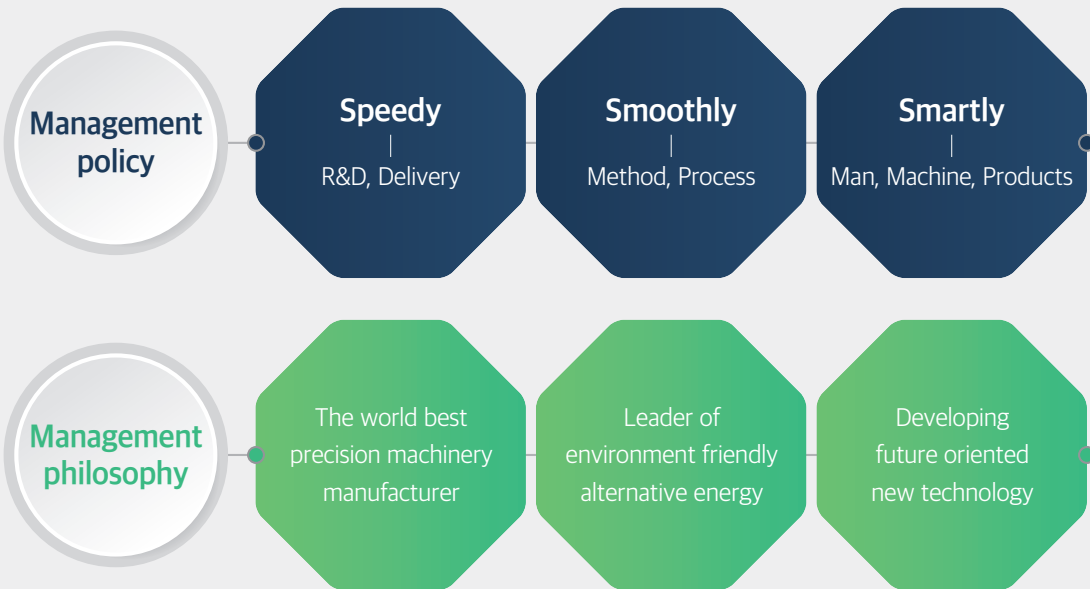 Management
policy
Speedy
R&D, Delivery
Smoothly
Method, Process
Smartly
Man, Machine, Products
Management
philosophy
The world best
precision machinery
manufacturer
Leader of
environment friendly
alternative energy
Developing
future oriented
new technology